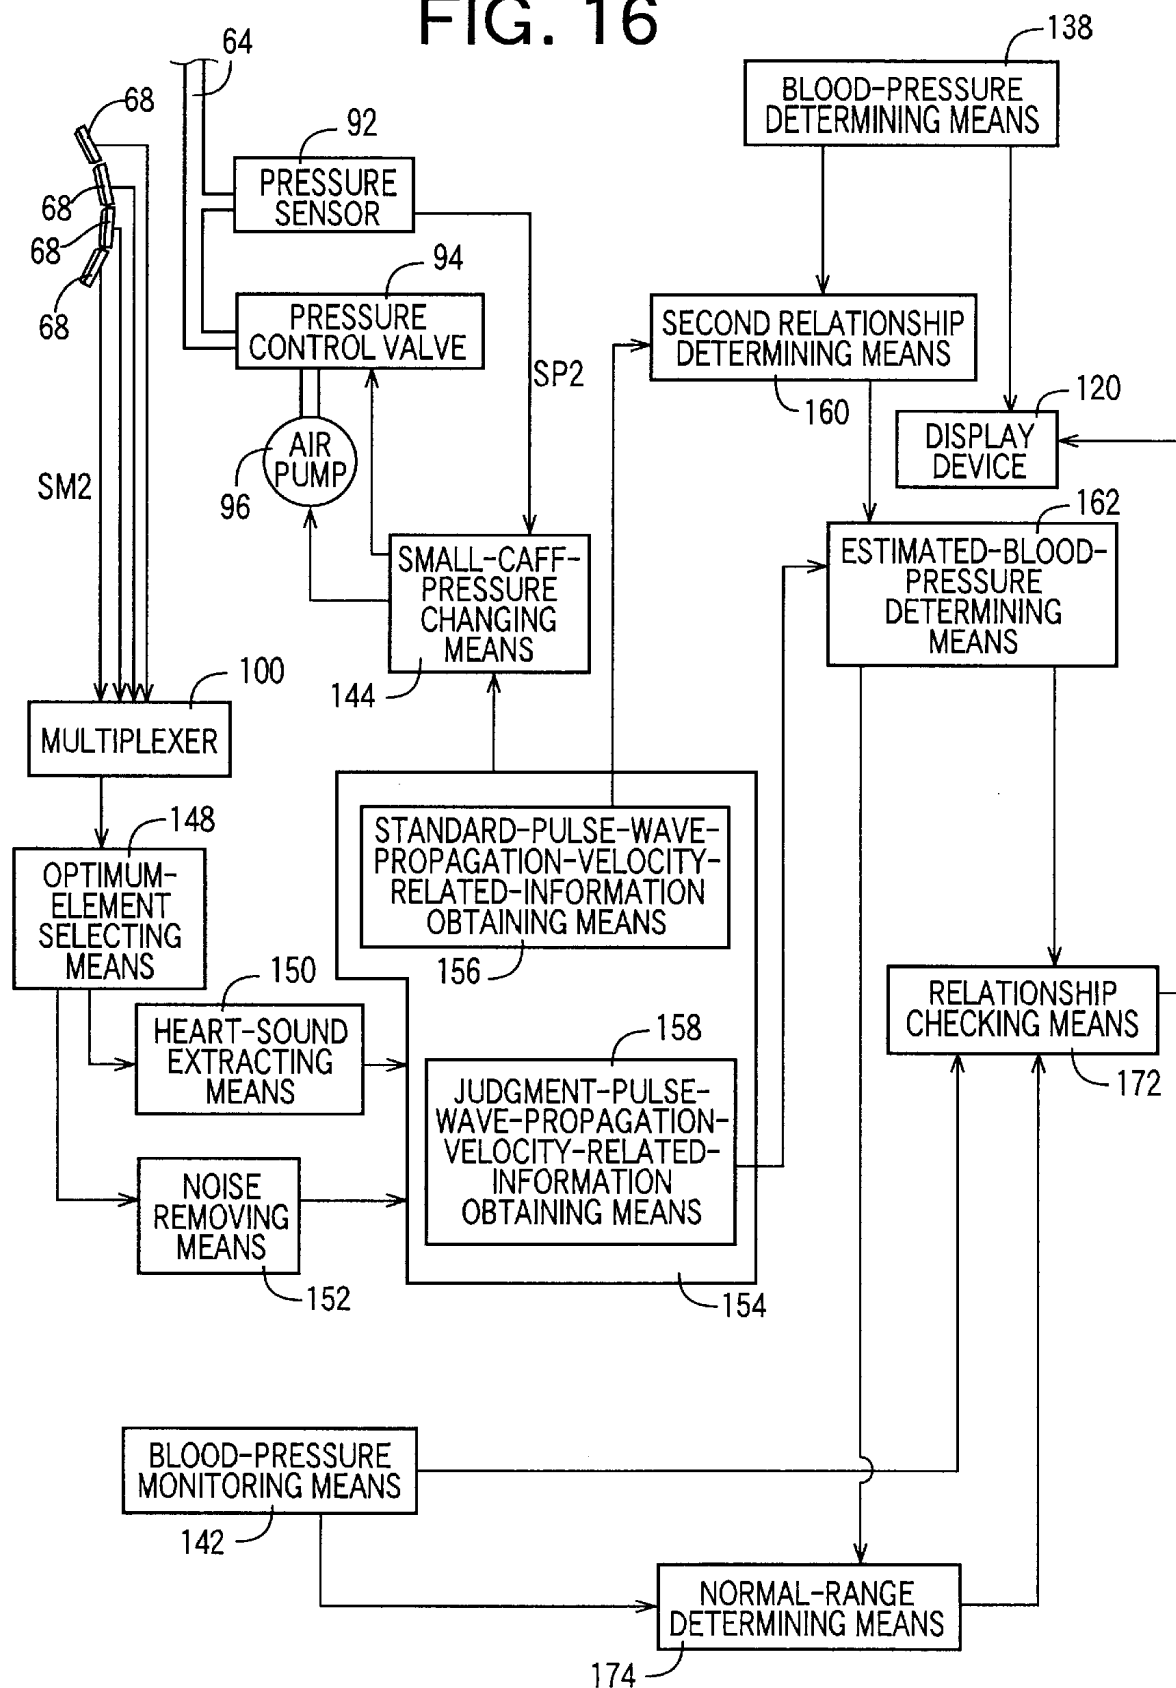 FIG. 16
64
138
68
BLOOD-PRESSURE
DETERMINING MEANS
92
PRESSURE
SENSOR
68
68
94
68
PRESSURE
CONTROL VALVE
SECOND RELATIONSHIP
DETERMINING MEANS
SP2
160
120
DISPLAY
DEVICE
AIR
PUMP
96
SM2
162
ESTIMATED-BLOOD-
PRESSURE
DETERMINING
MEANS
SMALL-CAFF-
PRESSURE
CHANGING
MEANS
144
100
MULTIPLEXER
148
OPTIMUM-
ELEMENT
SELECTING
MEANS
STANDARD-PULSE-WAVE-
PROPAGATION-VELOCITY-
RELATED-INFORMATION
OBTAINING MEANS
156
150
HEART-SOUND
EXTRACTING
MEANS
RELATIONSHIP
CHECKING MEANS
172
158
JUDGMENT-PULSE-
WAVE-PROPAGATION-
VELOCITY-RELATED-
INFORMATION
OBTAINING MEANS
NOISE
REMOVING
MEANS
152
154
BLOOD-PRESSURE
MONITORING MEANS
142
NORMAL-RANGE
DETERMINING MEANS
174